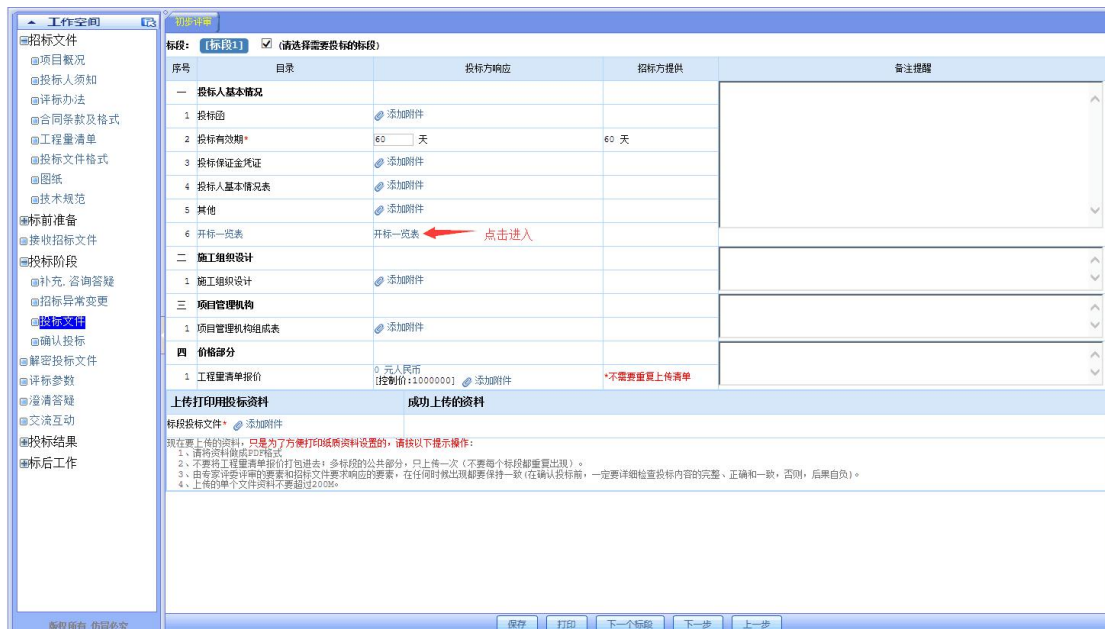 工作空间
招标文件
项目概况
投标人须知
评标办法
合同条款及格式
工程量清单
投标文件格式
图纸
技术规范
标前准备
接收招标文件
投标阶段
补充,咨询答疑
招标异常变更
投标文件
确认投标
解密投标文件
评标参数
澄清答疑
交流互动
投标结果
标后工作
版权所有 仿冒必究
初步评审
标段: [标段1] (请选择需要投标的标段)
序号 目录 投标方响应 招标方提供 备注提醒
一 投标人基本情况
1 投标函 添加附件
2 投标有效期* 60 天 60 天
3 投标保证金凭证 添加附件
4 投标人基本情况表 添加附件
5 其他 添加附件
6 开标一览表 开标一览表 点击进入
二 施工组织设计
1 施工组织设计 添加附件
三 项目管理机构
1 项目管理机构组成表 添加附件
四 价格部分
0 元人民币
1 工程量清单报价 [控制价:1000000] 添加附件 *不需要重复上传清单
上传打印用投标资料 成功上传的资料
标段投标文件* 添加附件
现在要上传的资料,只是为了方便打印纸质资料设置的,请按以下提示操作:
1、请将资料做成PDF格式
2、不要将工程量清单报价打包进去;多标段的公共部分,只上传一次(不要每个标段都重复出现)。
3、由专家评委评审的要素和招标文件要求响应的要素,在任何时候出现都要保持一致(在确认投标前,一定要详细检查投标内容的完整、正确和一致,否则,后果自负)。
4、上传的单个文件资料不要超过200M。
保存 打印 下一个标段 下一步 上一步